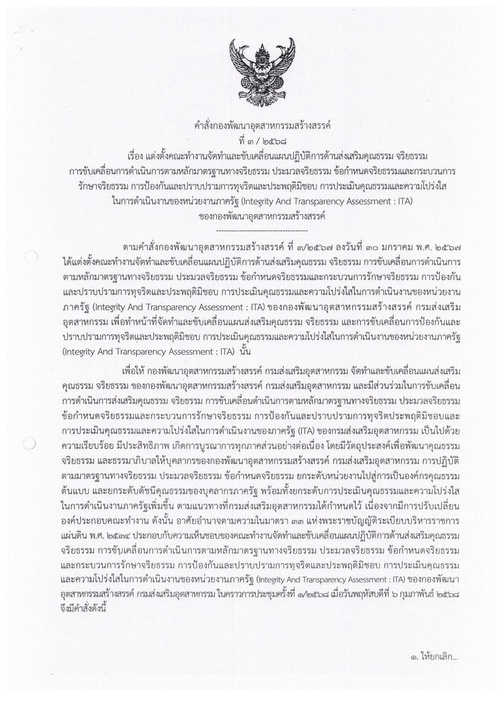 คำสั่งกองพัฒนาอุตสาหกรรมสร้างสรรค์
ที่ ๓ / ๒๕๖๘
เรื่อง แต่งตั้งคณะทำงานจัดทำและขับเคลื่อนแผนปฏิบัติการด้านส่งเสริมคุณธรรม จริยธรรม
การขับเคลื่อนการดำเนินการตามหลักมาตรฐานทางจริยธรรม ประมวลจริยธรรม ข้อกำหนดจริยธรรมและกระบวนการ
รักษาจริยธรรม การป้องกันและปราบปรามการทุจริตและประพฤติมิชอบ การประเมินคุณธรรมและความโปร่งใส
ในการดำเนินงานของหน่วยงานภาครัฐ (Integrity And Transparency Assessment : ITA)
ของกองพัฒนาอุตสาหกรรมสร้างสรรค์
-----------------------------------
ตามคำสั่งกองพัฒนาอุตสาหกรรมสร้างสรรค์ ที่ ๓/๒๕๖๗ ลงวันที่ ๓๐ มกราคม พ.ศ. ๒๕๖๗
ได้แต่งตั้งคณะทำงานจัดทำและขับเคลื่อนแผนปฏิบัติการด้านส่งเสริมคุณธรรม จริยธรรม การขับเคลื่อนการดำเนินการ
ตามหลักมาตรฐานทางจริยธรรม ประมวลจริยธรรม ข้อกำหนดจริยธรรมและกระบวนการรักษาจริยธรรม การป้องกัน
และปราบปรามการทุจริตและประพฤติมิชอบ การประเมินคุณธรรมและความโปร่งใสในการดำเนินงานของหน่วยงาน
ภาครัฐ (Integrity And Transparency Assessment : ITA) ของกองพัฒนาอุตสาหกรรมสร้างสรรค์ กรมส่งเสริม
อุตสาหกรรม เพื่อทำหน้าที่จัดทำและขับเคลื่อนแผนส่งเสริมคุณธรรม จริยธรรม และการขับเคลื่อนการป้องกันและ
ปราบปรามการทุจริตและประพฤติมิชอบ การประเมินคุณธรรมและความโปร่งใสในการดำเนินงานของหน่วยงานภาครัฐ
(Integrity And Transparency Assessment : ITA) นั้น
เพื่อให้ กองพัฒนาอุตสาหกรรมสร้างสรรค์ กรมส่งเสริมอุตสาหกรรม จัดทำและขับเคลื่อนแผนส่งเสริม
คุณธรรม จริยธรรม ของกองพัฒนาอุตสาหกรรมสร้างสรรค์ กรมส่งเสริมอุตสาหกรรม และมีส่วนร่วมในการขับเคลื่อน
การดำเนินการส่งเสริมคุณธรรม จริยธรรม การขับเคลื่อนดำเนินการตามหลักมาตรฐานทางจริยธรรม ประมวลจริยธรรม
ข้อกำหนดจริยธรรมและกระบวนการรักษาจริยธรรม การป้องกันและปราบปรามการทุจริตประพฤติมิชอบและ
การประเมินคุณธรรมและความโปร่งใสในการดำเนินงานของภาครัฐ (ITA) ของกรมส่งเสริมอุตสาหกรรม เป็นไปด้วย
ความเรียบร้อย มีประสิทธิภาพ เกิดการบูรณาการทุกภาคส่วนอย่างต่อเนื่อง โดยมีวัตถุประสงค์เพื่อพัฒนาคุณธรรม
จริยธรรม และธรรมาภิบาลให้บุคลากรของกองพัฒนาอุตสาหกรรมสร้างสรรค์ กรมส่งเสริมอุตสาหกรรม การปฏิบัติ
ตามมาตรฐานทางจริยธรรม ประมวลจริยธรรม ข้อกำหนดจริยธรรม ยกระดับหน่วยงานไปสู่การเป็นองค์กรคุณธรรม
ต้นแบบ และยกระดับดัชนีคุณธรรมของบุคลากรภาครัฐ พร้อมทั้งยกระดับการประเมินคุณธรรมและความโปร่งใส
ในการดำเนินงานภาครัฐเพิ่มขึ้น ตามแนวทางที่กรมส่งเสริมอุตสาหกรรมได้กำหนดไว้ เนื่องจากมีการปรับเปลี่ยน
องค์ประกอบคณะทำงาน ดังนั้น อาศัยอำนาจตามความในมาตรา ๓๓ แห่งพระราชบัญญัติระเบียบบริหารราชการ
แผ่นดิน พ.ศ. ๒๕๓๔ ประกอบกับความเห็นชอบของคณะทำงานจัดทำและขับเคลื่อนแผนปฏิบัติการด้านส่งเสริมคุณธรรม
จริยธรรม การขับเคลื่อนการดำเนินการตามหลักมาตรฐานทางจริยธรรม ประมวลจริยธรรม ข้อกำหนดจริยธรรม
และกระบวนการรักษาจริยธรรม การป้องกันและปราบปรามการทุจริตและประพฤติมิชอบ การประเมินคุณธรรม
และความโปร่งใสในการดำเนินงานของหน่วยงานภาครัฐ (Integrity And Transparency Assessment : ITA) ของกองพัฒนา
อุตสาหกรรมสร้างสรรค์ กรมส่งเสริมอุตสาหกรรม ในคราวการประชุมครั้งที่ ๑/๒๕๖๘ เมื่อวันพฤหัสบดีที่ ๖ กุมภาพันธ์ ๒๕๖๘
จึงมีคำสั่งดังนี้
๑. ให้ยกเลิก...